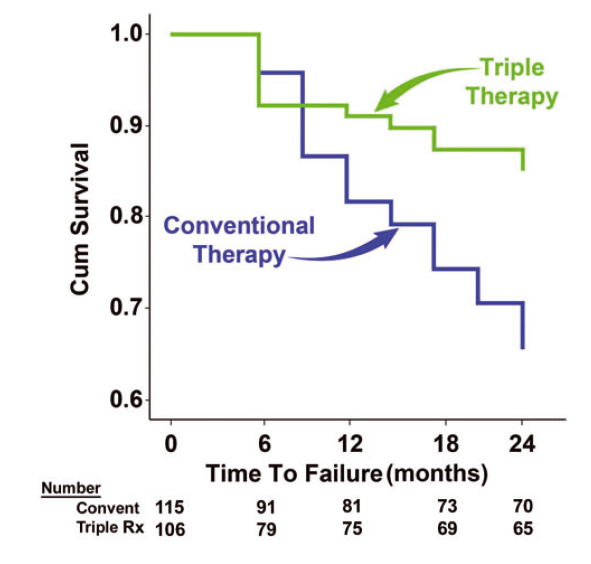 1.0
0.9
0.8
0.7
0.6
Cum Survival
Triple
Therapy
Conventional
Therapy
0 6 12 18 24
Time To Failure (months)
Number
Convent 115 91 81 73 70
Triple Rx 106 79 75 69 65